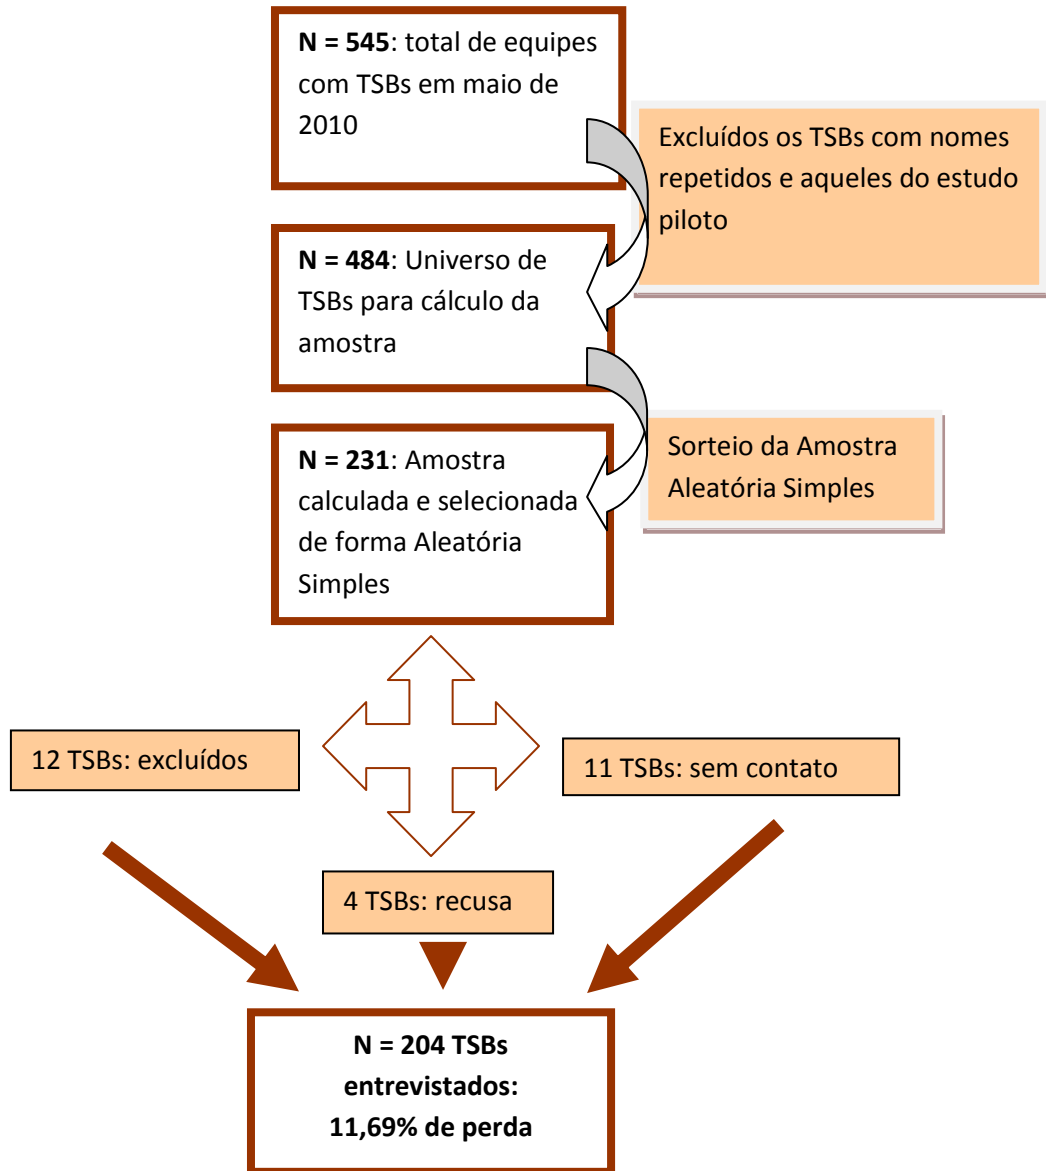 N = 545: total de equipes
com TSBs em maio de
2010
Excluídos os TSBs com nomes
repetidos e aqueles do estudo
piloto
N = 484: Universo de
TSBs para cálculo da
amostra
Sorteio da Amostra
Aleatória Simples
N = 231: Amostra
calculada e selecionada
de forma Aleatória
Simples
12 TSBs: excluídos
11 TSBs: sem contato
4 TSBs: recusa
N = 204 TSBs
entrevistados:
11,69% de perda